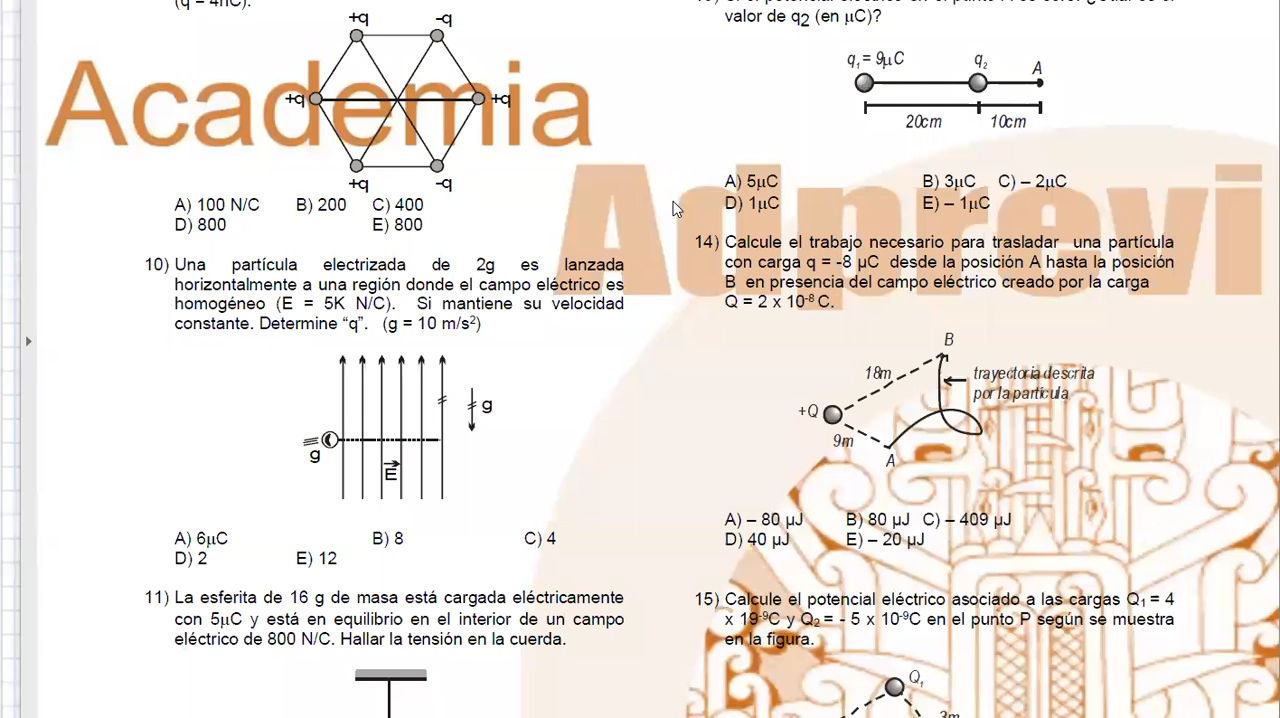 (q = 4nC).
+q
-q
+q
+q
+q
-q
A) 100 N/C B) 200 C) 400
D) 800 E) 800
10) Una partícula electrizada de 2g es lanzada
horizontalmente a una región donde el campo eléctrico es
homogéneo (E = 5K N/C). Si mantiene su velocidad
constante. Determine “q”. (g = 10 m/s²)
g
g
E
A) 6μC B) 8 C) 4
D) 2 E) 12
11) La esferita de 16 g de masa está cargada eléctricamente
con 5μC y está en equilibrio en el interior de un campo
eléctrico de 800 N/C. Hallar la tensión en la cuerda.
valor de q2 (en μC)?
q1 = 9μC
q2
A
20cm
10cm
A) 5μC B) 3μC C) – 2μC
D) 1μC E) – 1μC
14) Calcule el trabajo necesario para trasladar una partícula
con carga q = -8 μC desde la posición A hasta la posición
B en presencia del campo eléctrico creado por la carga
Q = 2 x 10⁻⁸ C.
B
18m
trayectoria descrita
por la partícula
+Q
9m
A
A) – 80 μJ B) 80 μJ C) – 409 μJ
D) 40 μJ E) – 20 μJ
15) Calcule el potencial eléctrico asociado a las cargas Q1 = 4
x 19⁻⁹C y Q2 = - 5 x 10⁻⁹C en el punto P según se muestra
en la figura.
Q1
3m
Academia
Adprevi